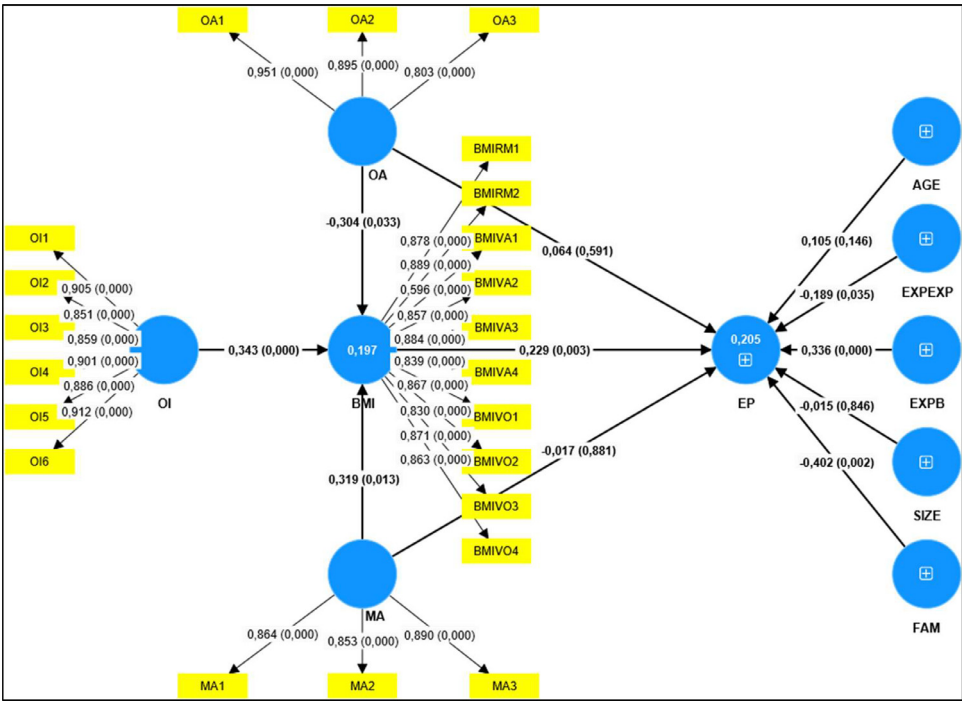 OA1
OA2
OA3
0,951 (0,000)
0,895 (0,000)
0,803 (0,000)
OA
AGE
BMIRM1
BMIRM2
BMIVA1
BMIVA2
BMIVA3
BMIVA4
BMIVO1
BMIVO2
BMIVO3
BMIVO4
-0,304 (0,033)
0,878 (0,000)
0,889 (0,000)
0,596 (0,000)
0,857 (0,000)
0,884 (0,000)
0,839 (0,000)
0,867 (0,000)
0,830 (0,000)
0,871 (0,000)
0,863 (0,000)
0,064 (0,591)
0,105 (0,146)
EXPEXP
-0,189 (0,035)
OI1
OI2
OI3
OI4
OI5
OI6
0,905 (0,000)
0,851 (0,000)
0,859 (0,000)
0,901 (0,000)
0,886 (0,000)
0,912 (0,000)
OI
0,343 (0,000)
0,197
BMI
0,229 (0,003)
0,205
EP
0,336 (0,000)
EXPB
-0,015 (0,846)
SIZE
-0,017 (0,881)
-0,402 (0,002)
FAM
0,319 (0,013)
MA
0,864 (0,000)
0,853 (0,000)
0,890 (0,000)
MA1
MA2
MA3